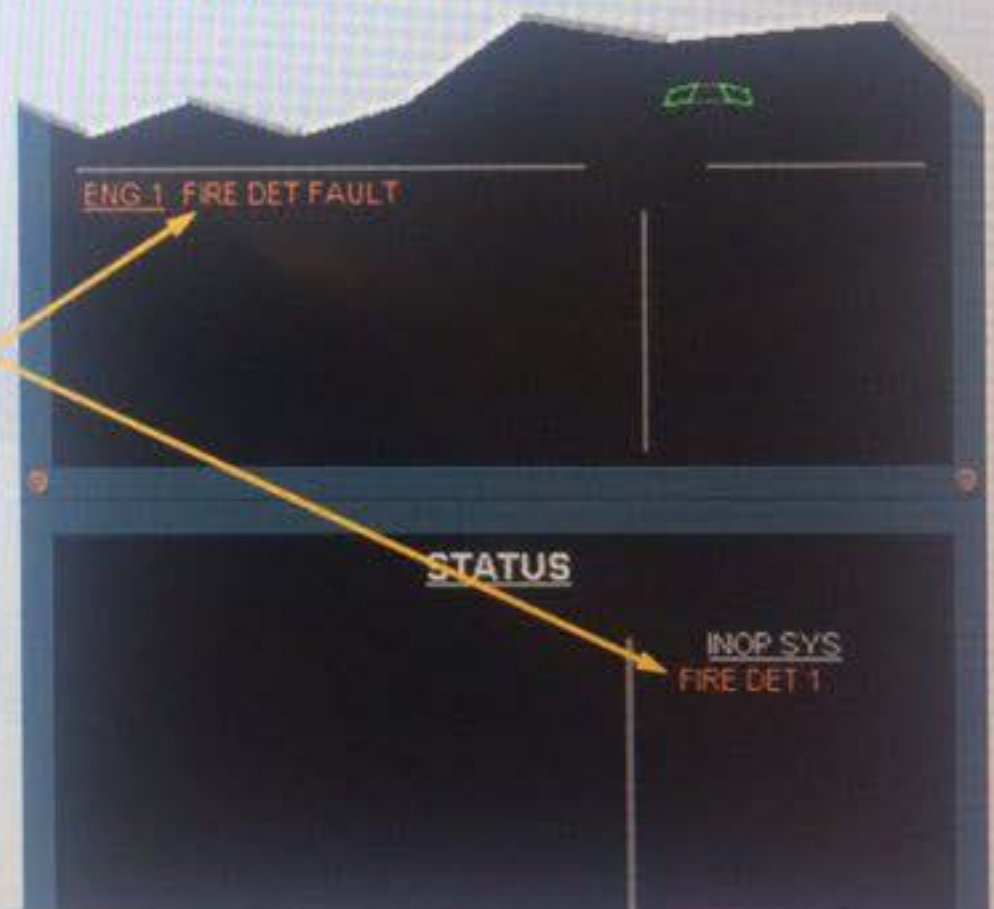 ENG 1 FIRE DET FAULT
STATUS
INOP SYS
FIRE DET 1